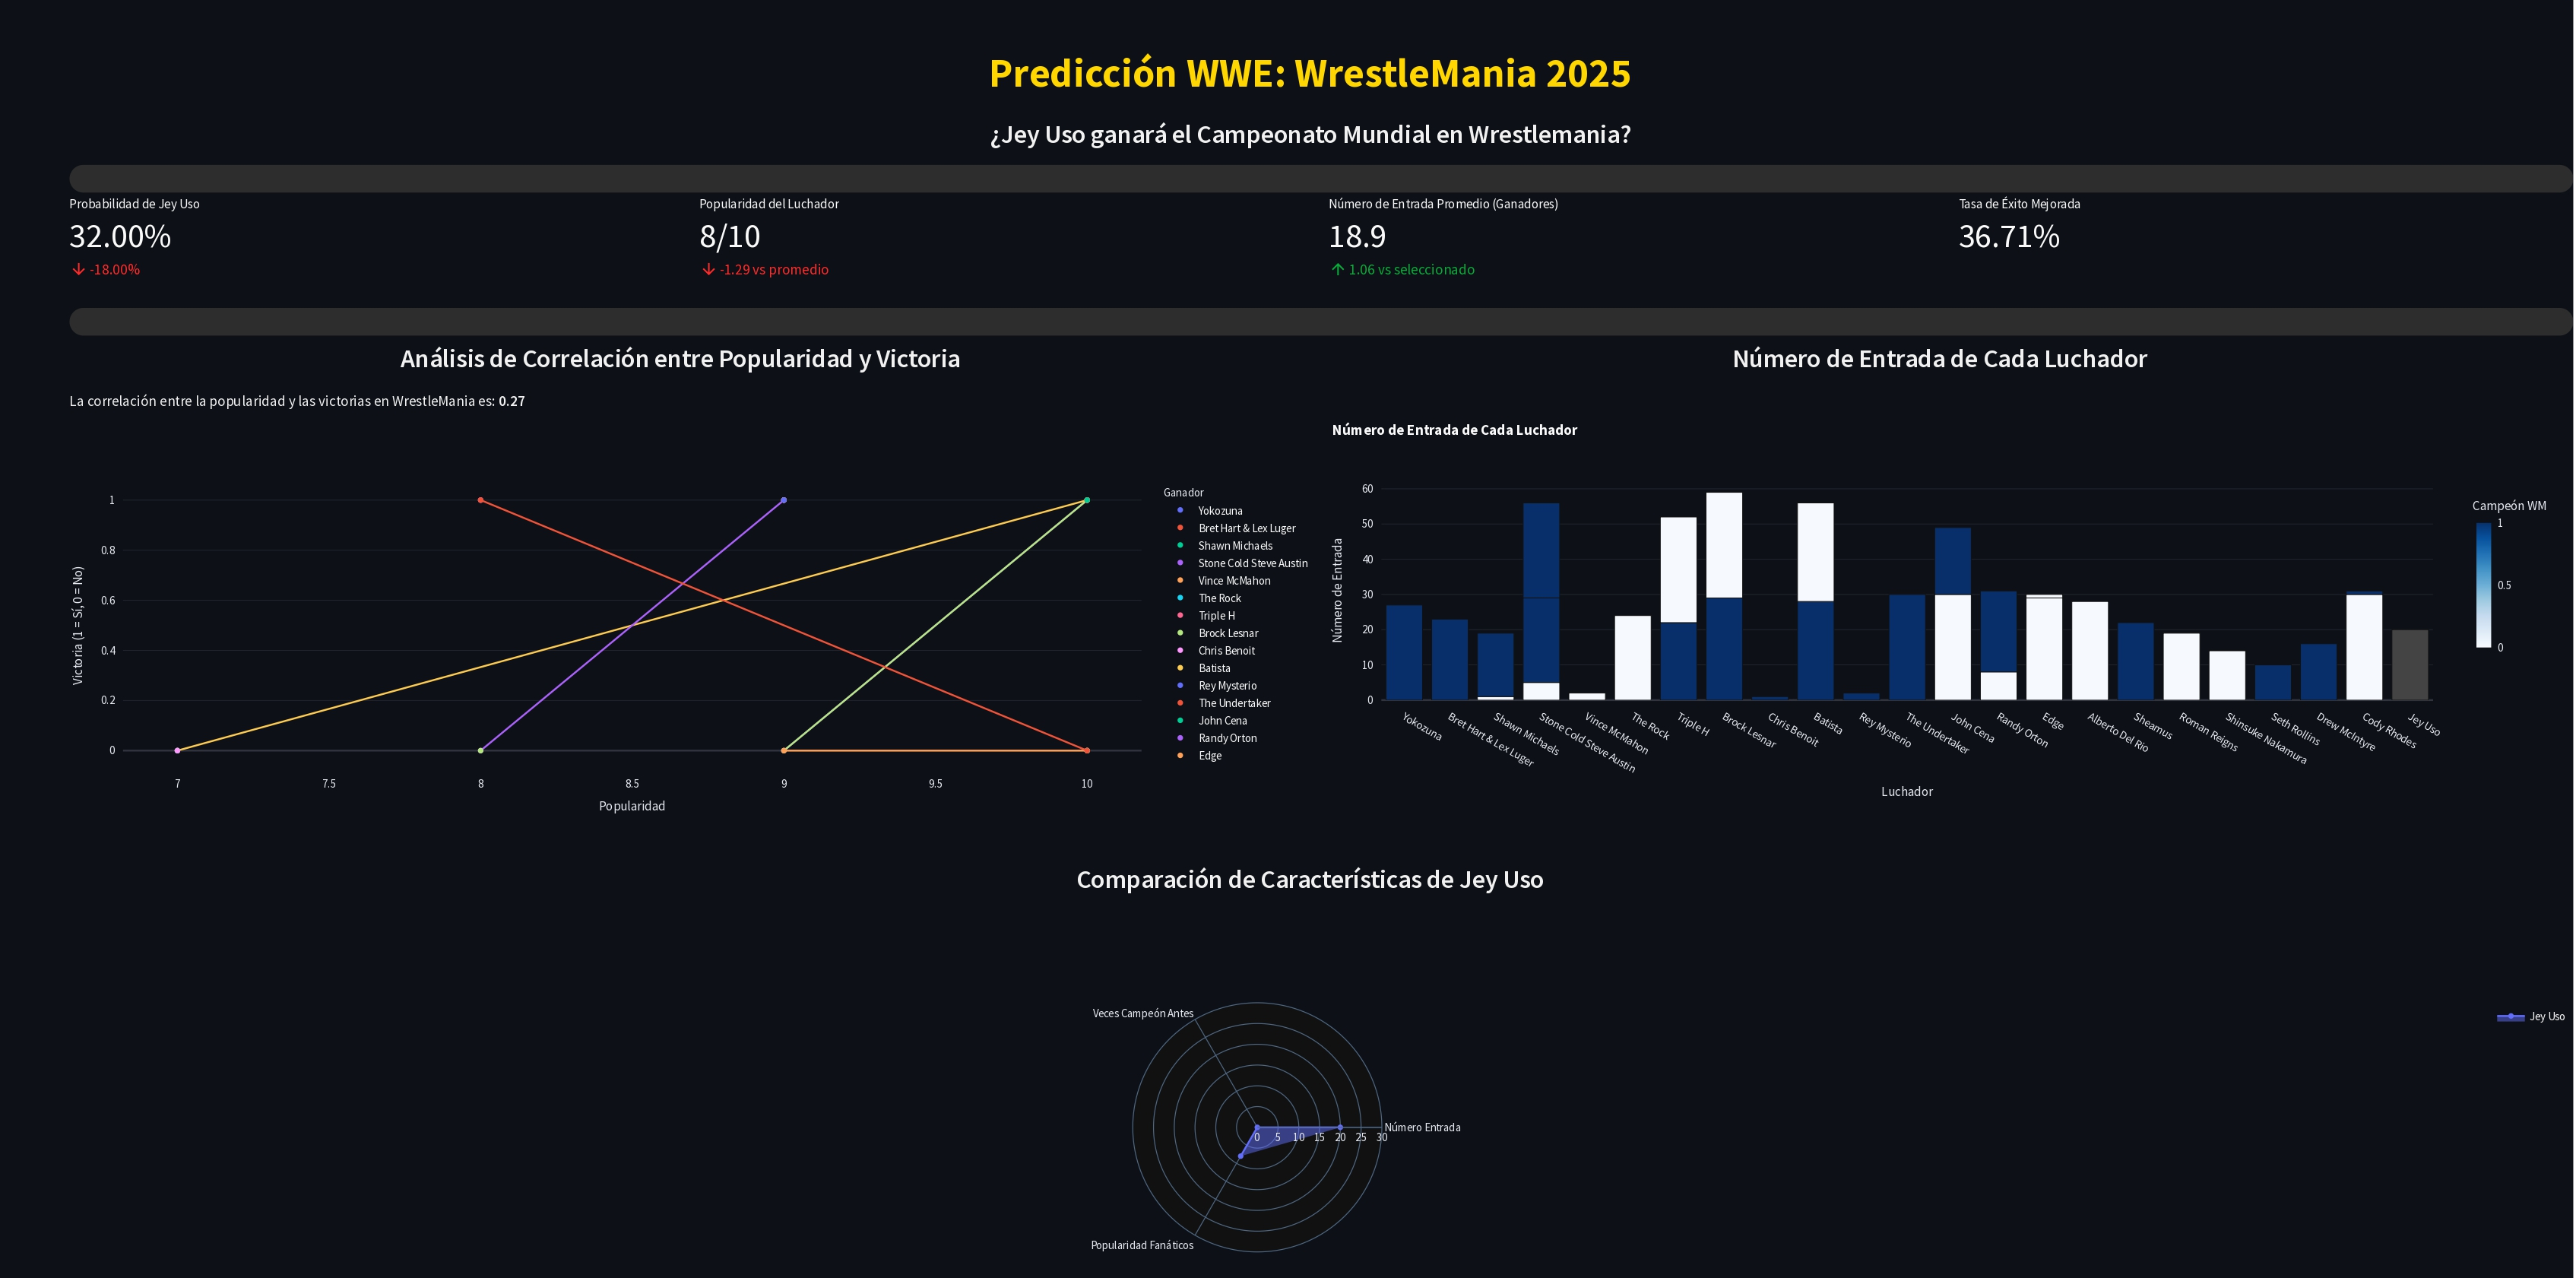 Predicción WWE: WrestleMania 2025
¿Jey Uso ganará el Campeonato Mundial en Wrestlemania?
Probabilidad de Jey Uso
32.00%
-18.00%
Popularidad del Luchador
8/10
-1.29 vs promedio
Número de Entrada Promedio (Ganadores)
18.9
1.06 vs seleccionado
Tasa de Éxito Mejorada
36.71%
Análisis de Correlación entre Popularidad y Victoria
La correlación entre la popularidad y las victorias en WrestleMania es: 0.27
Victoria (1 = Sí, 0 = No)
1
0.8
0.6
0.4
0.2
0
7
7.5
8
8.5
9
9.5
10
Popularidad
Ganador
Yokozuna
Bret Hart & Lex Luger
Shawn Michaels
Stone Cold Steve Austin
Vince McMahon
The Rock
Triple H
Brock Lesnar
Chris Benoit
Batista
Rey Mysterio
The Undertaker
John Cena
Randy Orton
Edge
Número de Entrada de Cada Luchador
Número de Entrada de Cada Luchador
Número de Entrada
60
50
40
30
20
10
0
Yokozuna
Bret Hart & Lex Luger
Shawn Michaels
Stone Cold Steve Austin
Vince McMahon
The Rock
Triple H
Brock Lesnar
Chris Benoit
Batista
Rey Mysterio
The Undertaker
John Cena
Randy Orton
Edge
Alberto Del Rio
Sheamus
Roman Reigns
Shinsuke Nakamura
Seth Rollins
Drew McIntyre
Cody Rhodes
Jey Uso
Luchador
Campeón WM
1
0.5
0
Comparación de Características de Jey Uso
Veces Campeón Antes
Número Entrada
Popularidad Fanáticos
0
5
10
15
20
25
30
Jey Uso